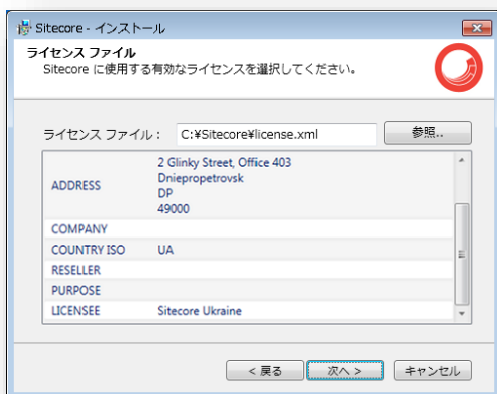 Sitecore - インストール
ライセンス ファイル
Sitecore に使用する有効なライセンスを選択してください。
ライセンス ファイル： C:¥Sitecore¥license.xml 参照..
ADDRESS 2 Glinky Street, Office 403
Dniepropetrovsk
DP
49000
COMPANY
COUNTRY ISO UA
RESELLER
PURPOSE
LICENSEE Sitecore Ukraine
< 戻る 次へ > キャンセル